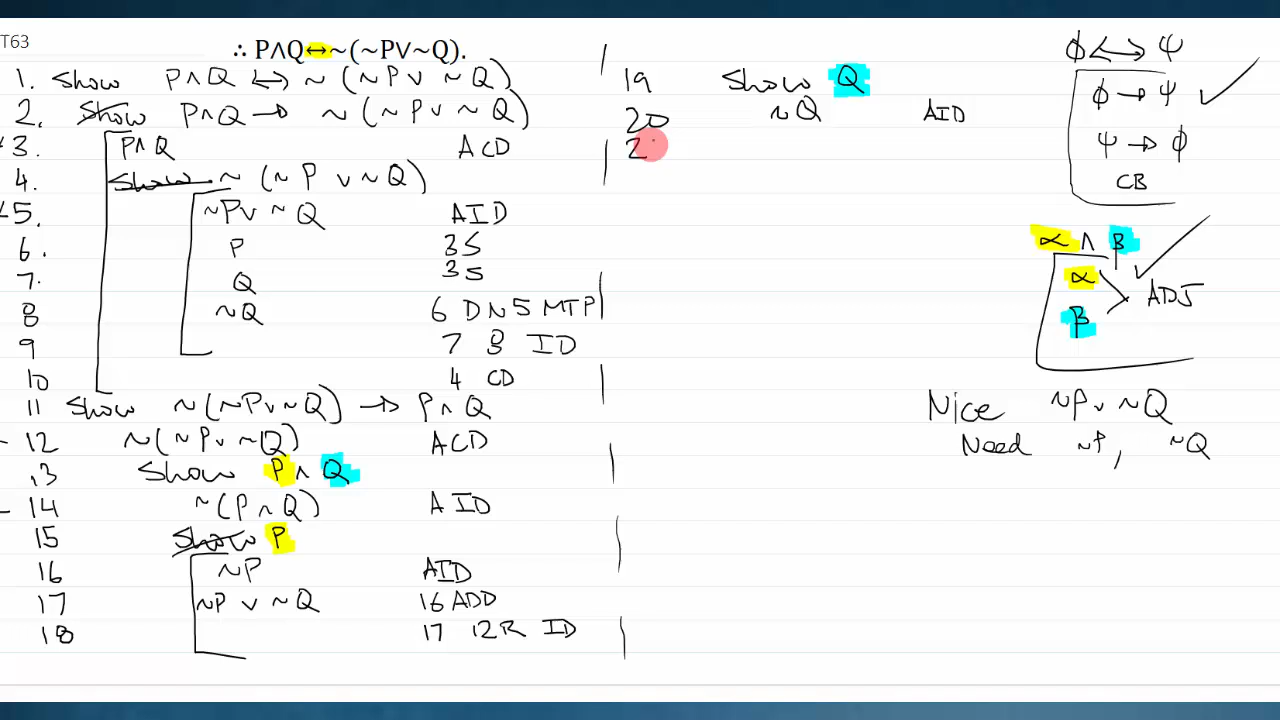 T63
∴ P∧Q↔~(~P∨~Q).
1. Show P∧Q ↔ ~(~P ∨ ~Q)
2. Show P∧Q → ~(~P ∨ ~Q)
3. P∧Q ACD
4. Show ~(~P ∨ ~Q)
5. ~P ∨ ~Q AID
6. P 3S
7. Q 3S
8 ~Q 6 DN 5 MTP
9 7 8 ID
10 4 CD
11 Show ~(~P∨~Q) → P∧Q
12 ~(~P∨~Q) ACD
13 Show P∧Q
14 ~(P∧Q) AID
15 Show P
16 ~P AID
17 ~P ∨ ~Q 16 ADD
18 17 12R ID
19 Show Q
20 ~Q AID
2
Φ ↔ Ψ
Φ → Ψ
Ψ → Φ
CB
α ∧ β
α
β
ADJ
Nice ~P∨~Q
Need ~P, ~Q